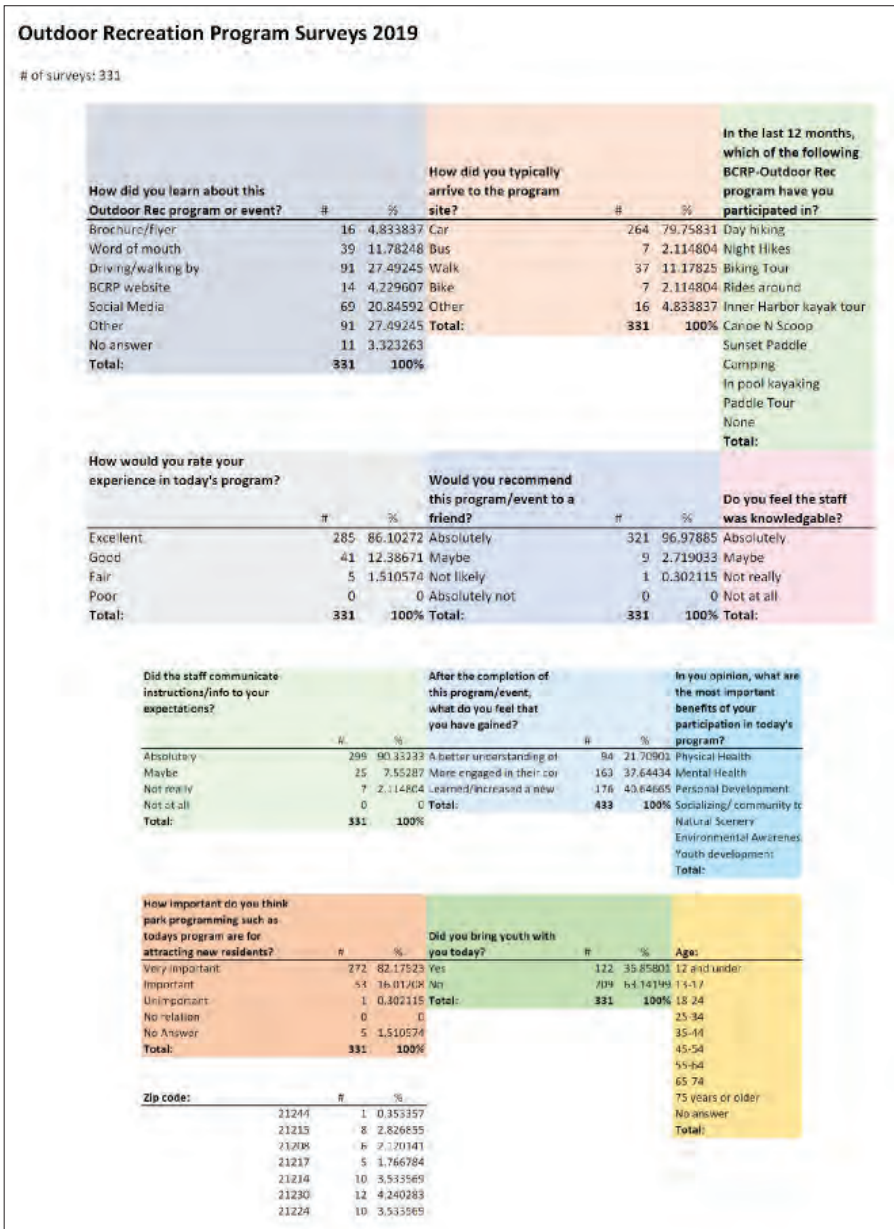 Outdoor Recreation Program Surveys 2019
# of surveys: 331
How did you learn about this
Outdoor Rec program or event? # %
Brochure/flyer 16 4.833837
Word of mouth 39 11.78248
Driving/walking by 91 27.49245
BCRP website 14 4.229607
Social Media 69 20.84592
Other 91 27.49245
No answer 11 3.323263
Total: 331 100%
How did you typically
arrive to the program
site? # %
Car 264 79.75831
Bus 7 2.114804
Walk 37 11.17825
Bike 7 2.114804
Other 16 4.833837
Total: 331 100%
In the last 12 months,
which of the following
BCRP-Outdoor Rec
program have you
participated in?
Day hiking
Night Hikes
Biking Tour
Rides around
Inner Harbor kayak tour
Canoe N Scoop
Sunset Paddle
Camping
In pool kayaking
Paddle Tour
None
Total:
How would you rate your
experience in today's program?
# %
Excellent 285 86.10272
Good 41 12.38671
Fair 5 1.510574
Poor 0 0
Total: 331 100%
Would you recommend
this program/event to a
friend? # %
Absolutely 321 96.97885
Maybe 9 2.719033
Not likely 1 0.302115
Absolutely not 0 0
Total: 331 100%
Do you feel the staff
was knowledgable?
Absolutely
Maybe
Not really
Not at all
Total:
Did the staff communicate
instructions/info to your
expectations?
# %
Absolutely 299 90.33233
Maybe 25 7.55287
Not really 7 2.114804
Not at all 0 0
Total: 331 100%
After the completion of
this program/event,
what do you feel that
you have gained? # %
A better understanding of 94 21.70901
More engaged in their cor 163 37.64434
Learned/increased a new 176 40.64665
Total: 433 100%
In you opinion, what are
the most important
benefits of your
participation in today's
program?
Physical Health
Mental Health
Personal Development
Socializing/ community to
Natural Scenery
Environmental Awarenes
Youth development
Total:
How important do you think
park programming such as
todays program are for
attracting new residents? # %
Very important 272 82.17523
Important 53 16.01208
Unimportant 1 0.302115
No relation 0 0
No Answer 5 1.510574
Total: 331 100%
Did you bring youth with
you today? # %
Yes 122 36.85801
No 209 63.14199
Total: 331 100%
Age:
12 and under
13-17
18-24
25-34
35-44
45-54
55-64
65-74
75 years or older
No answer
Total:
Zip code: # %
21244 1 0.353357
21215 8 2.826855
21208 6 2.120141
21217 5 1.766784
21214 10 3.533569
21230 12 4.240283
21224 10 3.533569